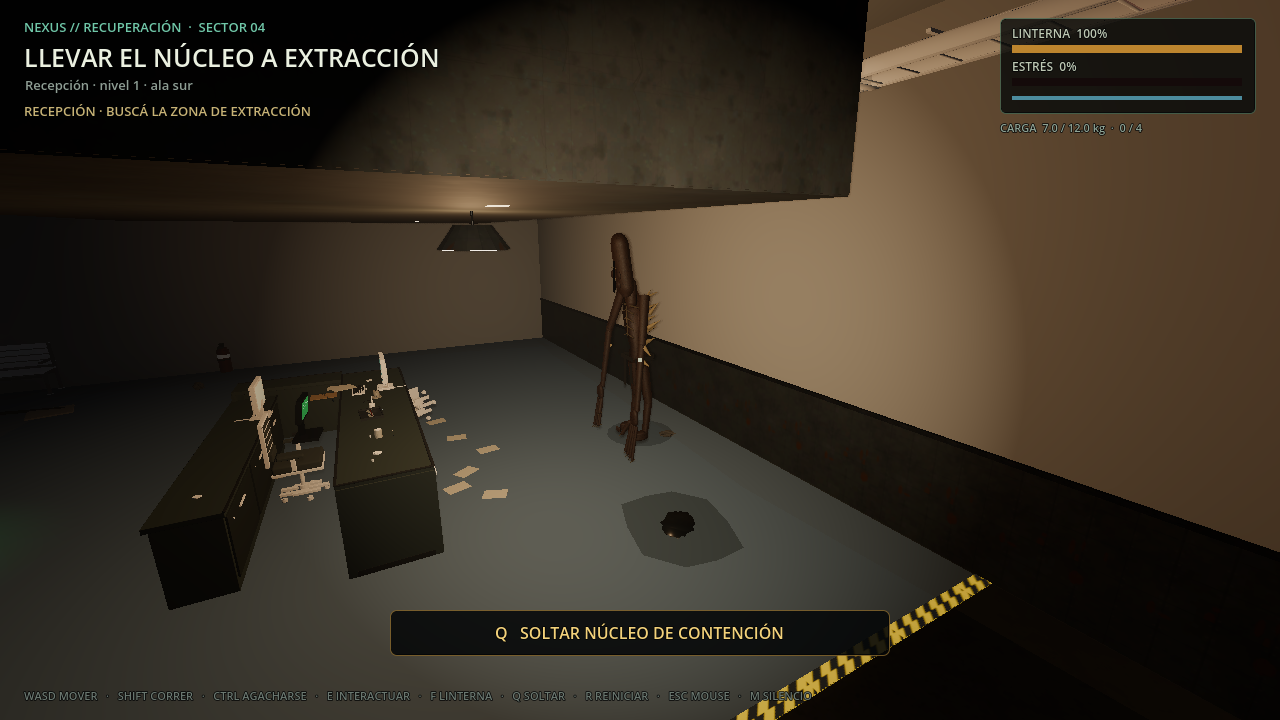 NEXUS // RECUPERACIÓN · SECTOR 04
LLEVAR EL NÚCLEO A EXTRACCIÓN
Recepción · nivel 1 · ala sur
RECEPCIÓN · BUSCÁ LA ZONA DE EXTRACCIÓN
LINTERNA 100%
ESTRÉS 0%
CARGA 7.0 / 12.0 kg · 0 / 4
Q SOLTAR NÚCLEO DE CONTENCIÓN
WASD MOVER · SHIFT CORRER · CTRL AGACHARSE · E INTERACTUAR · F LINTERNA · Q SOLTAR · R REINICIAR · ESC MOUSE · M SILENCIO